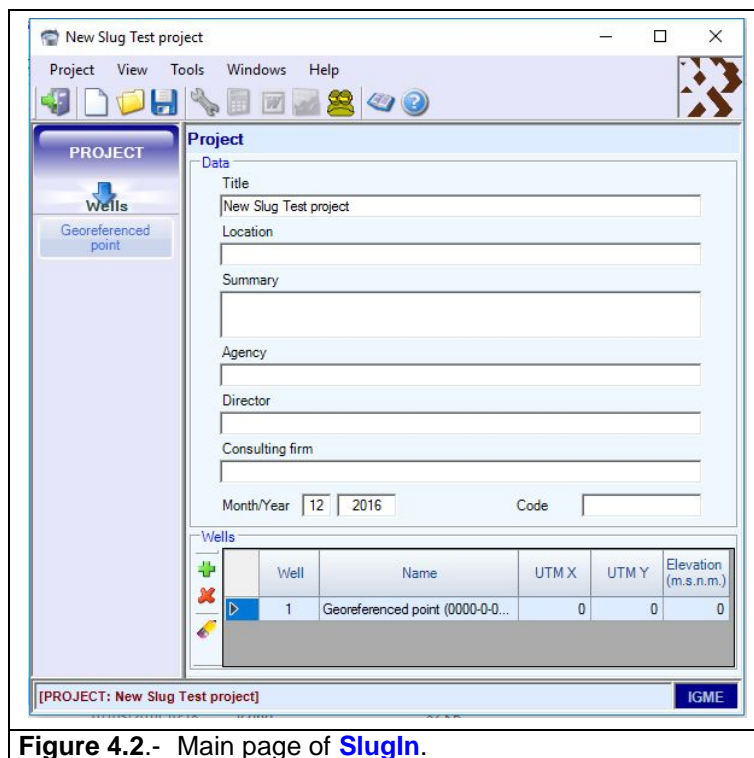 New Slug Test project
Project View Tools Windows Help
PROJECT
Wells
Georeferenced
point
Project
Data
Title
New Slug Test project
Location
Summary
Agency
Director
Consulting firm
Month/Year 12 2016 Code
Wells
Well Name UTM X UTM Y Elevation
(m.s.n.m.)
1 Georeferenced point (0000-0-0... 0 0 0
[PROJECT: New Slug Test project] IGME
Figure 4.2.- Main page of SlugIn.